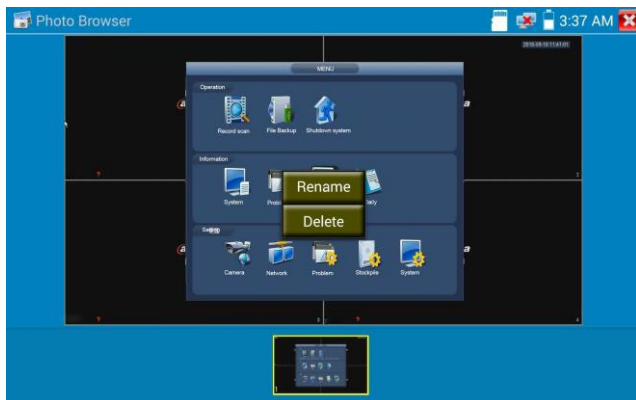 Photo Browser
3:37 AM
MENU
Operation
Record scan File Backup Shutdown system
Information
System
Rename
Delete
Camera Network Problem Stockpile System
1